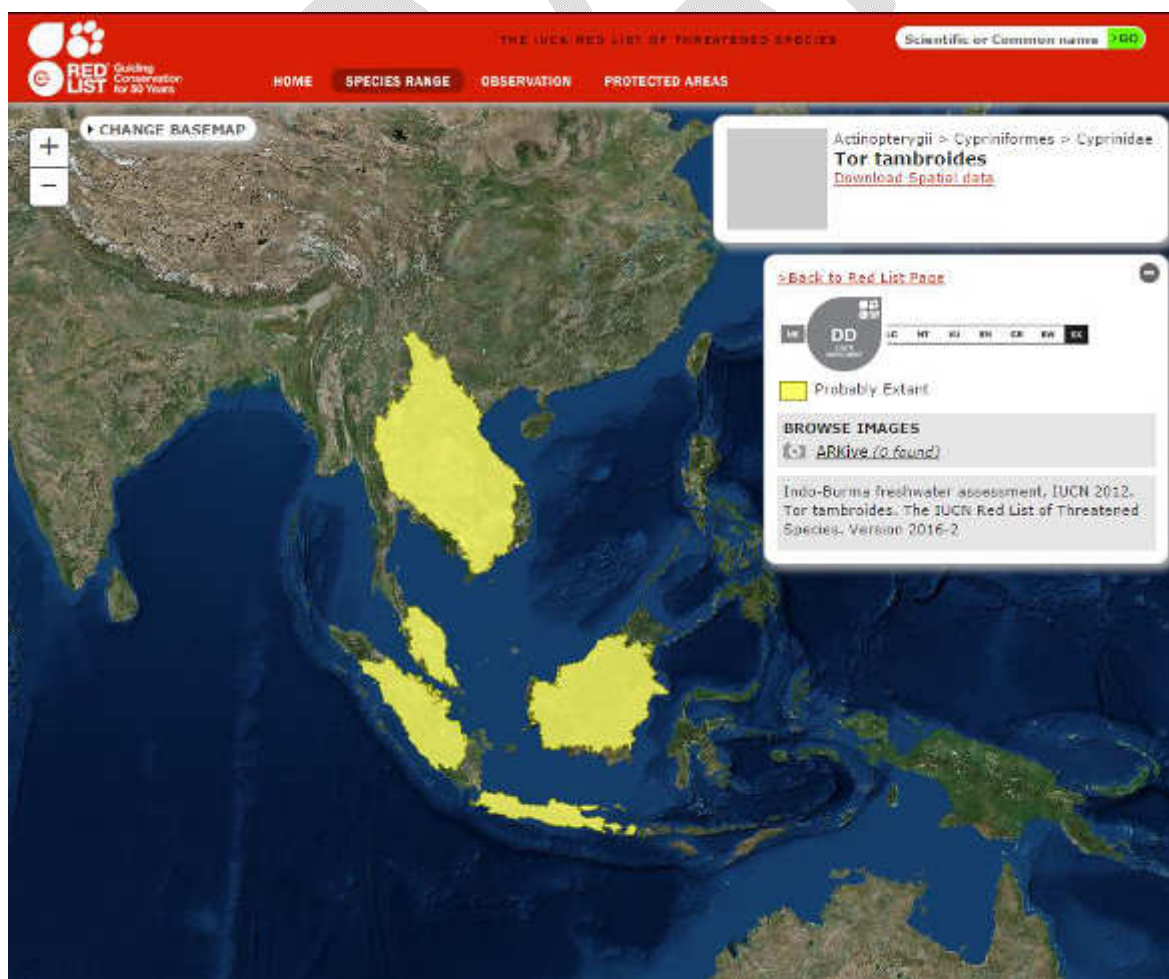 THE IUCN RED LIST OF THREATENED SPECIES
Scientific or Common name >GO
RED LIST
Guiding
Conservation
for 50 Years
HOME SPECIES RANGE OBSERVATION PROTECTED AREAS
+
−
CHANGE BASEMAP
Actinopterygii > Cypriniformes > Cyprinidae
Tor tambroides
Download Spatial data
>Back to Red List Page
NE DD LC NT VU EN CR EW EX
Probably Extant
BROWSE IMAGES
ARKive (0 found)
Indo-Burma freshwater assessment, IUCN 2012.
Tor tambroides. The IUCN Red List of Threatened
Species. Version 2016-2